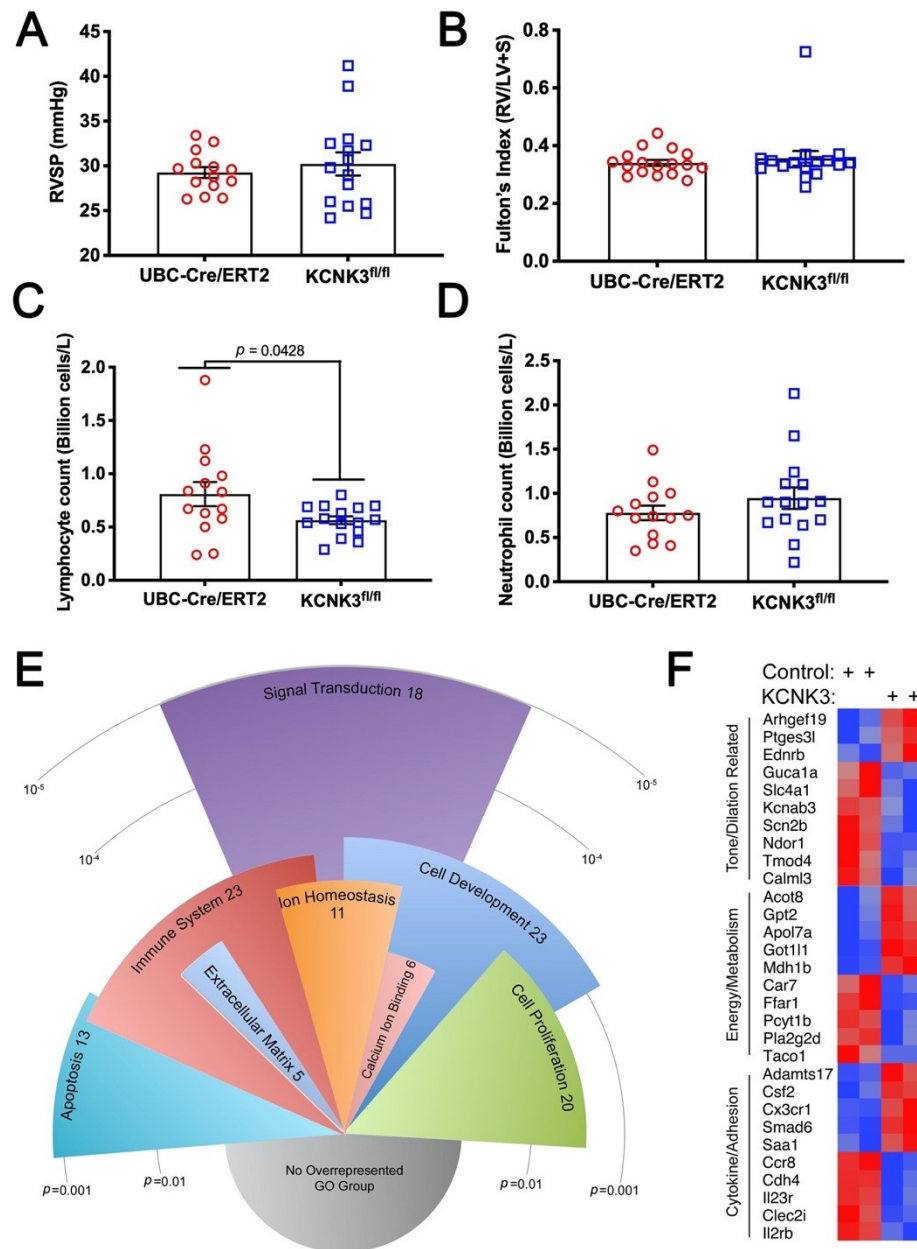 A
RVSP (mmHg)
45
40
35
30
25
20
UBC-Cre/ERT2
KCNK3fl/fl
B
Fulton's Index (RV/LV+S)
0.8
0.6
0.4
0.2
0.0
UBC-Cre/ERT2
KCNK3fl/fl
C
Lymphocyte count (Billion cells/L)
p = 0.0428
2.0
1.5
1.0
0.5
0.0
UBC-Cre/ERT2
KCNK3fl/fl
D
Neutrophil count (Billion cells/L)
2.5
2.0
1.5
1.0
0.5
0.0
UBC-Cre/ERT2
KCNK3fl/fl
E
Signal Transduction 18
10-5
10-5
10-4
10-4
Immune System 23
Ion Homeostasis
11
Cell Development 23
Extracellular Matrix 5
Calcium Ion Binding 6
Apoptosis 13
Cell Proliferation 20
No Overrepresented
GO Group
p=0.001
p=0.01
p=0.01
p=0.001
F
Control: + +
KCNK3: + +
Tone/Dilation Related
Arhgef19
Ptges3l
Ednrb
Guca1a
Slc4a1
Kcnab3
Scn2b
Ndor1
Tmod4
Calml3
Energy/Metabolism
Acot8
Gpt2
Apol7a
Got1l1
Mdh1b
Car7
Ffar1
Pcyt1b
Pla2g2d
Taco1
Cytokine/Adhesion
Adamts17
Csf2
Cx3cr1
Smad6
Saa1
Ccr8
Cdh4
Il23r
Clec2i
Il2rb